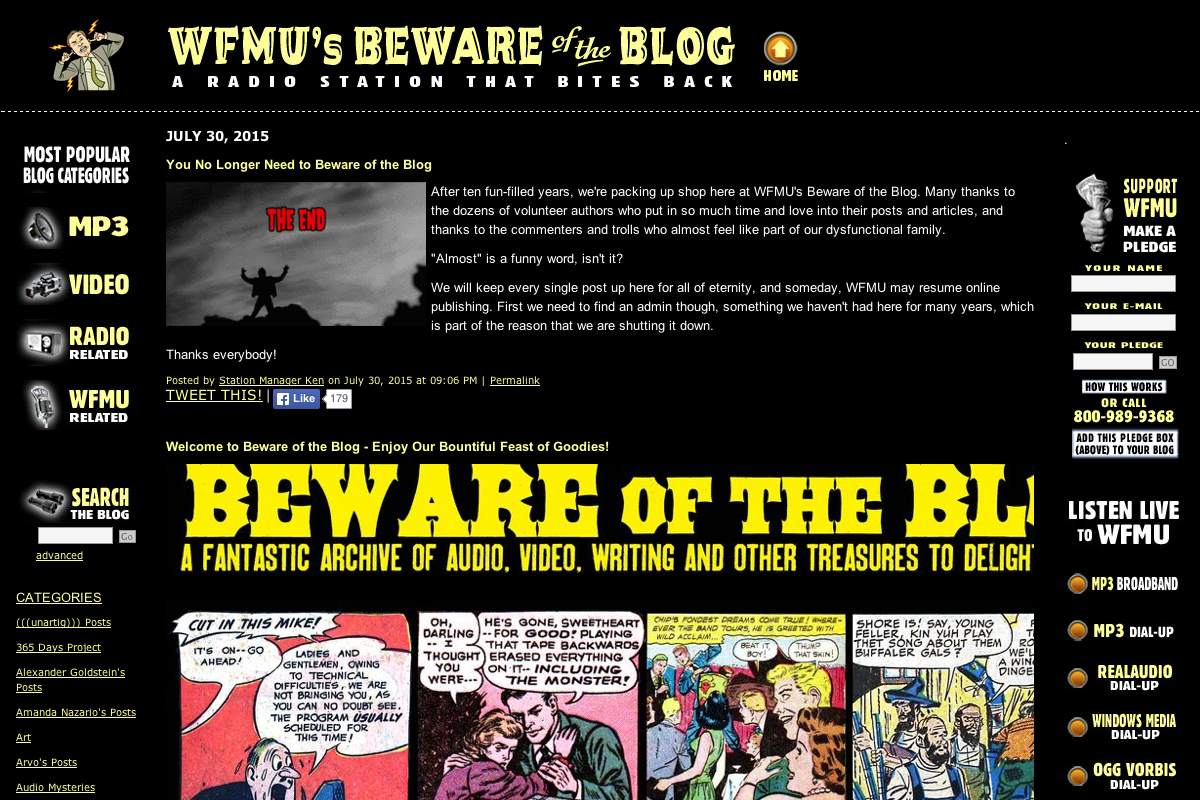 WFMU's BEWARE of the BLOG
A RADIO STATION THAT BITES BACK
HOME
MOST POPULAR
BLOG CATEGORIES
MP3
VIDEO
RADIO
RELATED
WFMU
RELATED
SEARCH
THE BLOG
Go
advanced
CATEGORIES
(((unartig))) Posts
365 Days Project
Alexander Goldstein's
Posts
Amanda Nazario's Posts
Art
Arvo's Posts
Audio Mysteries
JULY 30, 2015
You No Longer Need to Beware of the Blog
THE END
After ten fun-filled years, we're packing up shop here at WFMU's Beware of the Blog. Many thanks to
the dozens of volunteer authors who put in so much time and love into their posts and articles, and
thanks to the commenters and trolls who almost feel like part of our dysfunctional family.
"Almost" is a funny word, isn't it?
We will keep every single post up here for all of eternity, and someday, WFMU may resume online
publishing. First we need to find an admin though, something we haven't had here for many years, which
is part of the reason that we are shutting it down.
Thanks everybody!
Posted by Station Manager Ken on July 30, 2015 at 09:06 PM | Permalink
TWEET THIS! | Like 179
Welcome to Beware of the Blog - Enjoy Our Bountiful Feast of Goodies!
BEWARE OF THE BL
A FANTASTIC ARCHIVE OF AUDIO, VIDEO, WRITING AND OTHER TREASURES TO DELIGH
CUT IN THIS MIKE!
IT'S ON--GO
AHEAD!
LADIES AND
GENTLEMEN, OWING
TO TECHNICAL
DIFFICULTIES, WE ARE
NOT BRINGING YOU, AS
YOU CAN NO DOUBT SEE.
THE PROGRAM USUALLY
SCHEDULED FOR
THIS TIME!
OH,
DARLING
-- I
THOUGHT
YOU
WERE---
HE'S GONE, SWEETHEART
--FOR GOOD! PLAYING
THAT TAPE BACKWARDS
ERASED EVERYTHING
ON IT-- INCLUDING
THE MONSTER!
CHIP'S FONDEST DREAMS COME TRUE! WHERE-
EVER THE BAND TOURS, HE IS GREETED WITH
WILD ACCLAIM...
BEAT IT,
BOY!
THUMP
THAT SKIN!
SHORE IS! SAY, YOUNG
FELLER, KIN YUH PLAY
THET SONG ABOUT THEM
BUFFALER GALS?
A WIN
DINGE
.
SUPPORT
WFMU
MAKE A
PLEDGE
YOUR NAME
YOUR E-MAIL
YOUR PLEDGE
GO
HOW THIS WORKS
OR CALL
800-989-9368
ADD THIS PLEDGE BOX
(ABOVE) TO YOUR BLOG
LISTEN LIVE
TO WFMU
MP3 BROADBAND
MP3 DIAL-UP
REALAUDIO
DIAL-UP
WINDOWS MEDIA
DIAL-UP
OGG VORBIS
DIAL-UP